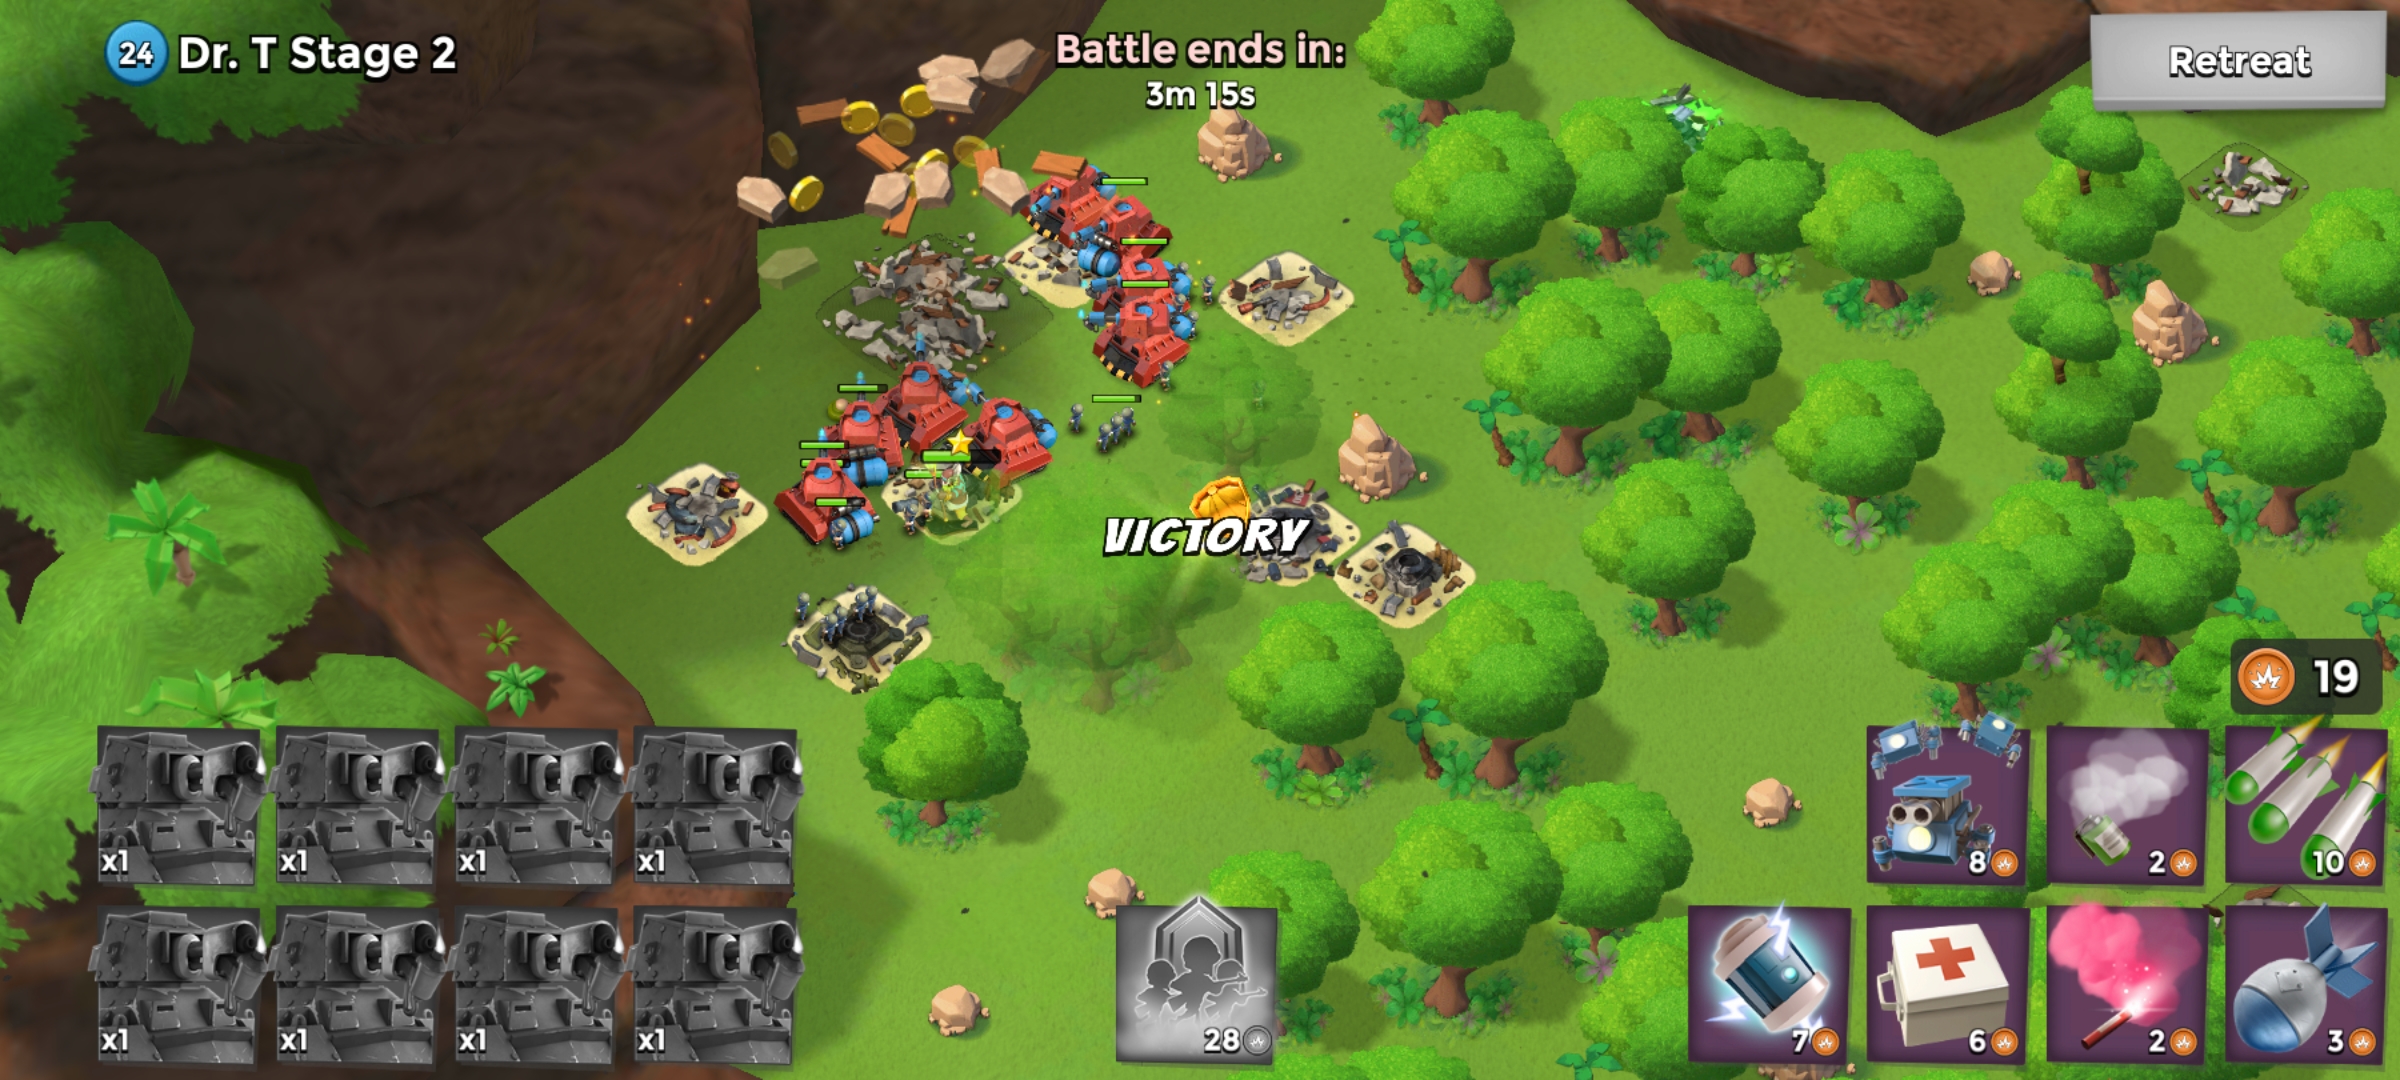 24 Dr. T Stage 2
Battle ends in:
3m 15s
Retreat
VICTORY
19
x1 x1 x1 x1
8 2 10
x1 x1 x1 x1
28
7 6 2 3